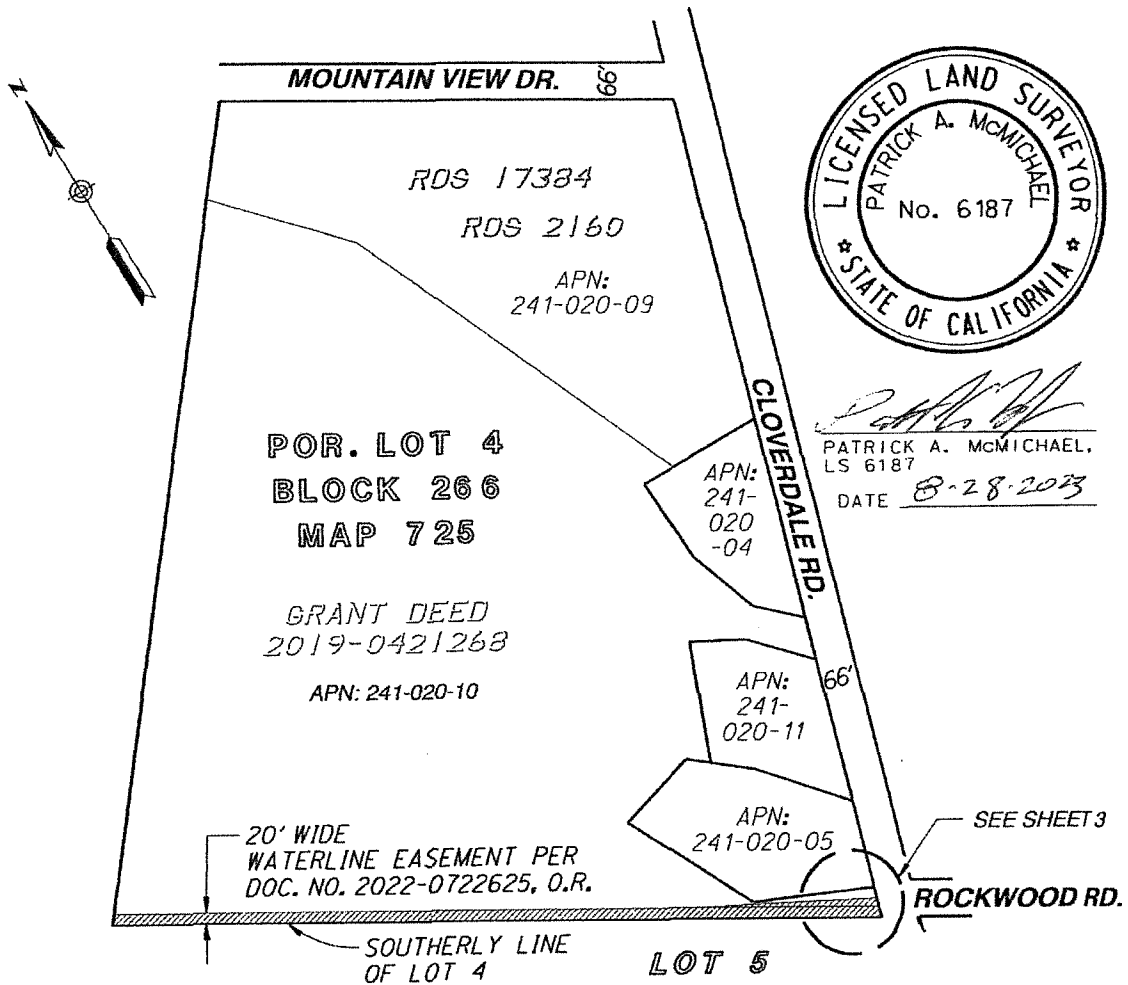 MOUNTAIN VIEW DR.
66'
N
ROS 17384
ROS 2160
APN:
241-020-09
LICENSED LAND SURVEYOR
PATRICK A. McMICHAEL
No. 6187
STATE OF CALIFORNIA
PATRICK A. McMICHAEL,
LS 6187
DATE 8-28-2023
CLOVERDALE RD.
POR. LOT 4
BLOCK 266
MAP 725
APN:
241-
020
-04
GRANT DEED
2019-0421268
APN: 241-020-10
APN:
241-
020-11
66'
APN:
241-020-05
SEE SHEET 3
20' WIDE
WATERLINE EASEMENT PER
DOC. NO. 2022-0722625, O.R.
ROCKWOOD RD.
SOUTHERLY LINE
OF LOT 4
LOT 5